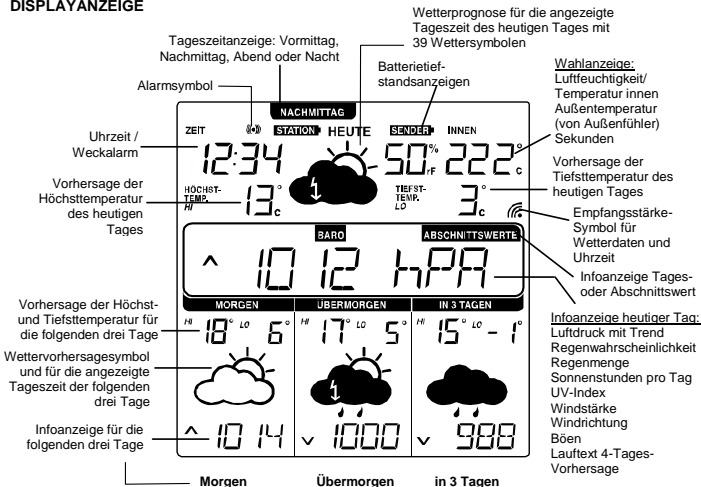 DISPLAYANZEIGE
Wetterprognose für die angezeigte
Tageszeit des heutigen Tages mit
39 Wettersymbolen
Tageszeitanzeige: Vormittag,
Nachmittag, Abend oder Nacht
Batterietief-
standsanzeigen
Wahlanzeige:
Luftfeuchtigkeit/
Temperatur innen
Außentemperatur
(von Außenfühler)
Sekunden
Alarmsymbol
Uhrzeit /
Weckalarm
Vorhersage der
Höchsttemperatur
des heutigen
Tages
Vorhersage der
Tiefsttemperatur des
heutigen Tages
Empfangsstärke-
Symbol für
Wetterdaten und
Uhrzeit
Infoanzeige Tages-
oder Abschnittswert
NACHMITTAG
ZEIT STATION HEUTE SENDER INNEN
12:34 50% rF 22.2° C
HÖCHST-
TEMP.
HI 13° C
TIEFST-
TEMP.
LO 3° C
BARO ABSCHNITTSWERTE
^ 1012 hPA
MORGEN ÜBERMORGEN IN 3 TAGEN
HI 18° LO 6° HI 17° LO 5° HI 15° LO -1°
^ 1014 v 1000 v 988
Vorhersage der Höchst-
und Tiefsttemperatur für
die folgenden drei Tage
Wettervorhersagesymbol
und für die angezeigte
Tageszeit der folgenden
drei Tage
Infoanzeige für die
folgenden drei Tage
Infoanzeige heutiger Tag:
Luftdruck mit Trend
Regenwahrscheinlichkeit
Regenmenge
Sonnenstunden pro Tag
UV-Index
Windstärke
Windrichtung
Böen
Lauftext 4-Tages-
Vorhersage
Morgen Übermorgen in 3 Tagen